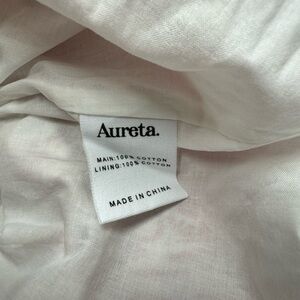 Aureta.
MAIN:100% COTTON
LINING:100% COTTON
MADE IN CHINA